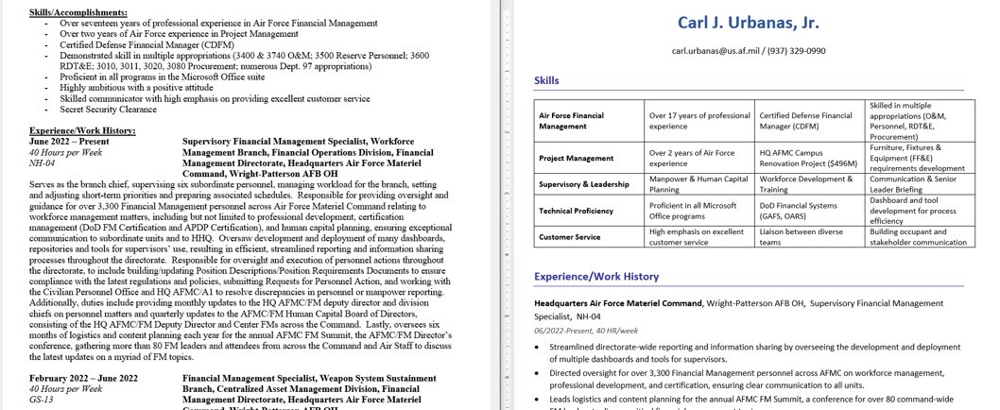 Skills/Accomplishments:
- Over seventeen years of professional experience in Air Force Financial Management
- Over two years of Air Force experience in Project Management
- Certified Defense Financial Manager (CDFM)
- Demonstrated skill in multiple appropriations (3400 & 3740 O&M; 3500 Reserve Personnel; 3600
RDT&E; 3010, 3011, 3020, 3080 Procurement; numerous Dept. 97 appropriations)
- Proficient in all programs in the Microsoft Office suite
- Highly ambitious with a positive attitude
- Skilled communicator with high emphasis on providing excellent customer service
- Secret Security Clearance
Experience/Work History:
June 2022 – Present
40 Hours per Week
NH-04
Supervisory Financial Management Specialist, Workforce
Management Branch, Financial Operations Division, Financial
Management Directorate, Headquarters Air Force Materiel
Command, Wright-Patterson AFB OH
Serves as the branch chief, supervising six subordinate personnel, managing workload for the branch, setting
and adjusting short-term priorities and preparing associated schedules. Responsible for providing oversight and
guidance for over 3,300 Financial Management personnel across Air Force Materiel Command relating to
workforce management matters, including but not limited to professional development, certification
management (DoD FM Certification and APDP Certification), and human capital planning, ensuring exceptional
communication to subordinate units and to HHQ. Oversaw development and deployment of many dashboards,
repositories and tools for supervisors' use, resulting in efficient, streamlined reporting and information sharing
processes throughout the directorate. Responsible for oversight and execution of personnel actions throughout
the directorate, to include building/updating Position Descriptions/Position Requirements Documents to ensure
compliance with the latest regulations and policies, submitting Requests for Personnel Action, and working with
the Civilian Personnel Office and HQ AFMC/A1 to resolve discrepancies in personnel or manpower reporting.
Additionally, duties include providing monthly updates to the HQ AFMC/FM deputy director and division
chiefs on personnel matters and quarterly updates to the AFMC/FM Human Capital Board of Directors,
consisting of the HQ AFMC/FM Deputy Director and Center FMs across the Command. Lastly, oversees six
months of logistics and content planning each year for the annual AFMC FM Summit, the AFMC/FM Director's
conference, gathering more than 80 FM leaders and attendees from across the Command and Air Staff to discuss
the latest updates on a myriad of FM topics.
February 2022 – June 2022
40 Hours per Week
GS-13
Financial Management Specialist, Weapon System Sustainment
Branch, Centralized Asset Management Division, Financial
Management Directorate, Headquarters Air Force Materiel
Command, Wright-Patterson AFB OH
Carl J. Urbanas, Jr.
carl.urbanas@us.af.mil / (937) 329-0990
Skills
Air Force Financial
Management
Over 17 years of professional
experience
Certified Defense Financial
Manager (CDFM)
Skilled in multiple
appropriations (O&M,
Personnel, RDT&E,
Procurement)
Project Management
Over 2 years of Air Force
experience
HQ AFMC Campus
Renovation Project ($496M)
Furniture, Fixtures &
Equipment (FF&E)
requirements development
Supervisory & Leadership
Manpower & Human Capital
Planning
Workforce Development &
Training
Communication & Senior
Leader Briefing
Technical Proficiency
Proficient in all Microsoft
Office programs
DoD Financial Systems
(GAFS, OARS)
Dashboard and tool
development for process
efficiency
Customer Service
High emphasis on excellent
customer service
Liaison between diverse
teams
Building occupant and
stakeholder communication
Experience/Work History
Headquarters Air Force Materiel Command, Wright-Patterson AFB OH, Supervisory Financial Management
Specialist, NH-04
06/2022-Present, 40 HR/week
• Streamlined directorate-wide reporting and information sharing by overseeing the development and deployment
of multiple dashboards and tools for supervisors.
• Directed oversight for over 3,300 Financial Management personnel across AFMC on workforce management,
professional development, and certification, ensuring clear communication to all units.
• Leads logistics and content planning for the annual AFMC FM Summit, a conference for over 80 command-wide